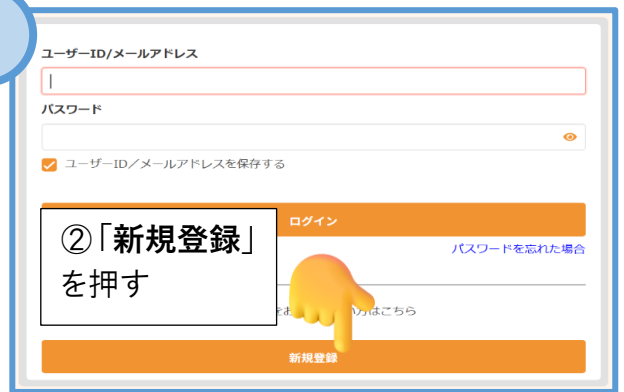 ユーザーID/メールアドレス
パスワード
ユーザーID／メールアドレスを保存する
ログイン
②「新規登録」
を押す
パスワードを忘れた場合
をお
い方はこちら
新規登録